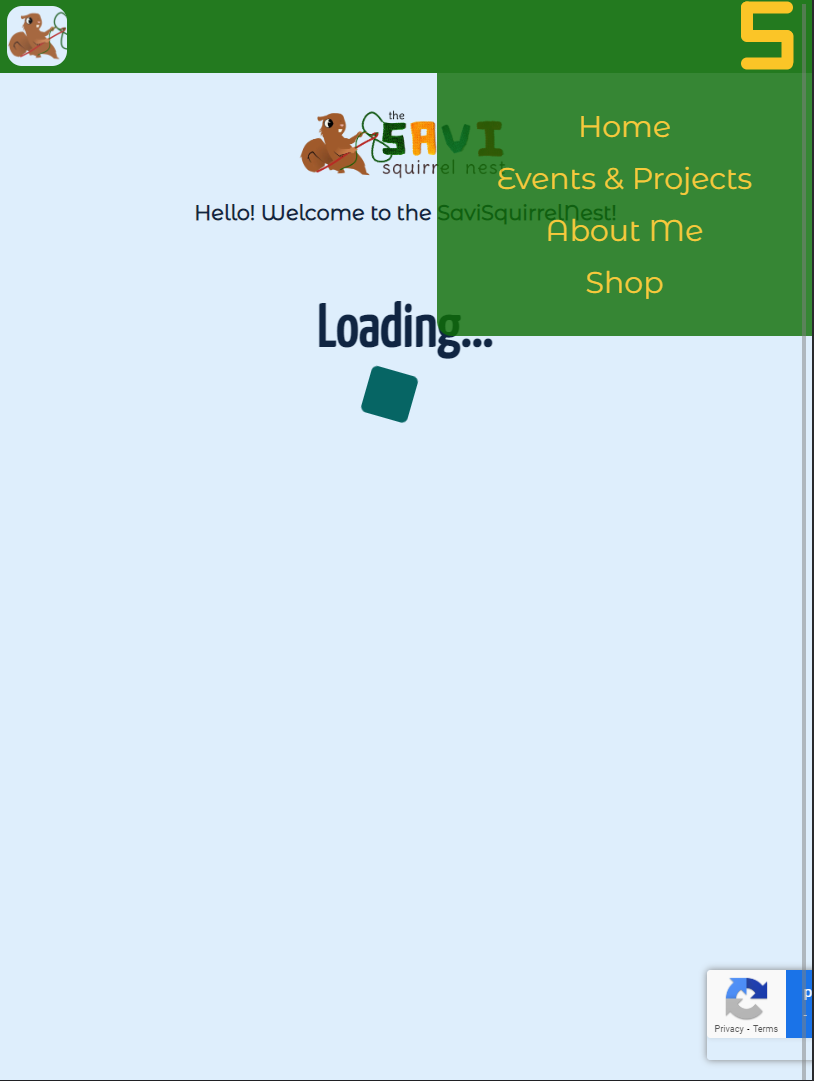 S
Home
Events & Projects
About Me
Shop
the
SAVI
squirrel nest
Hello! Welcome to the SaviSquirrelNest!
Loading...
p
Privacy - Terms